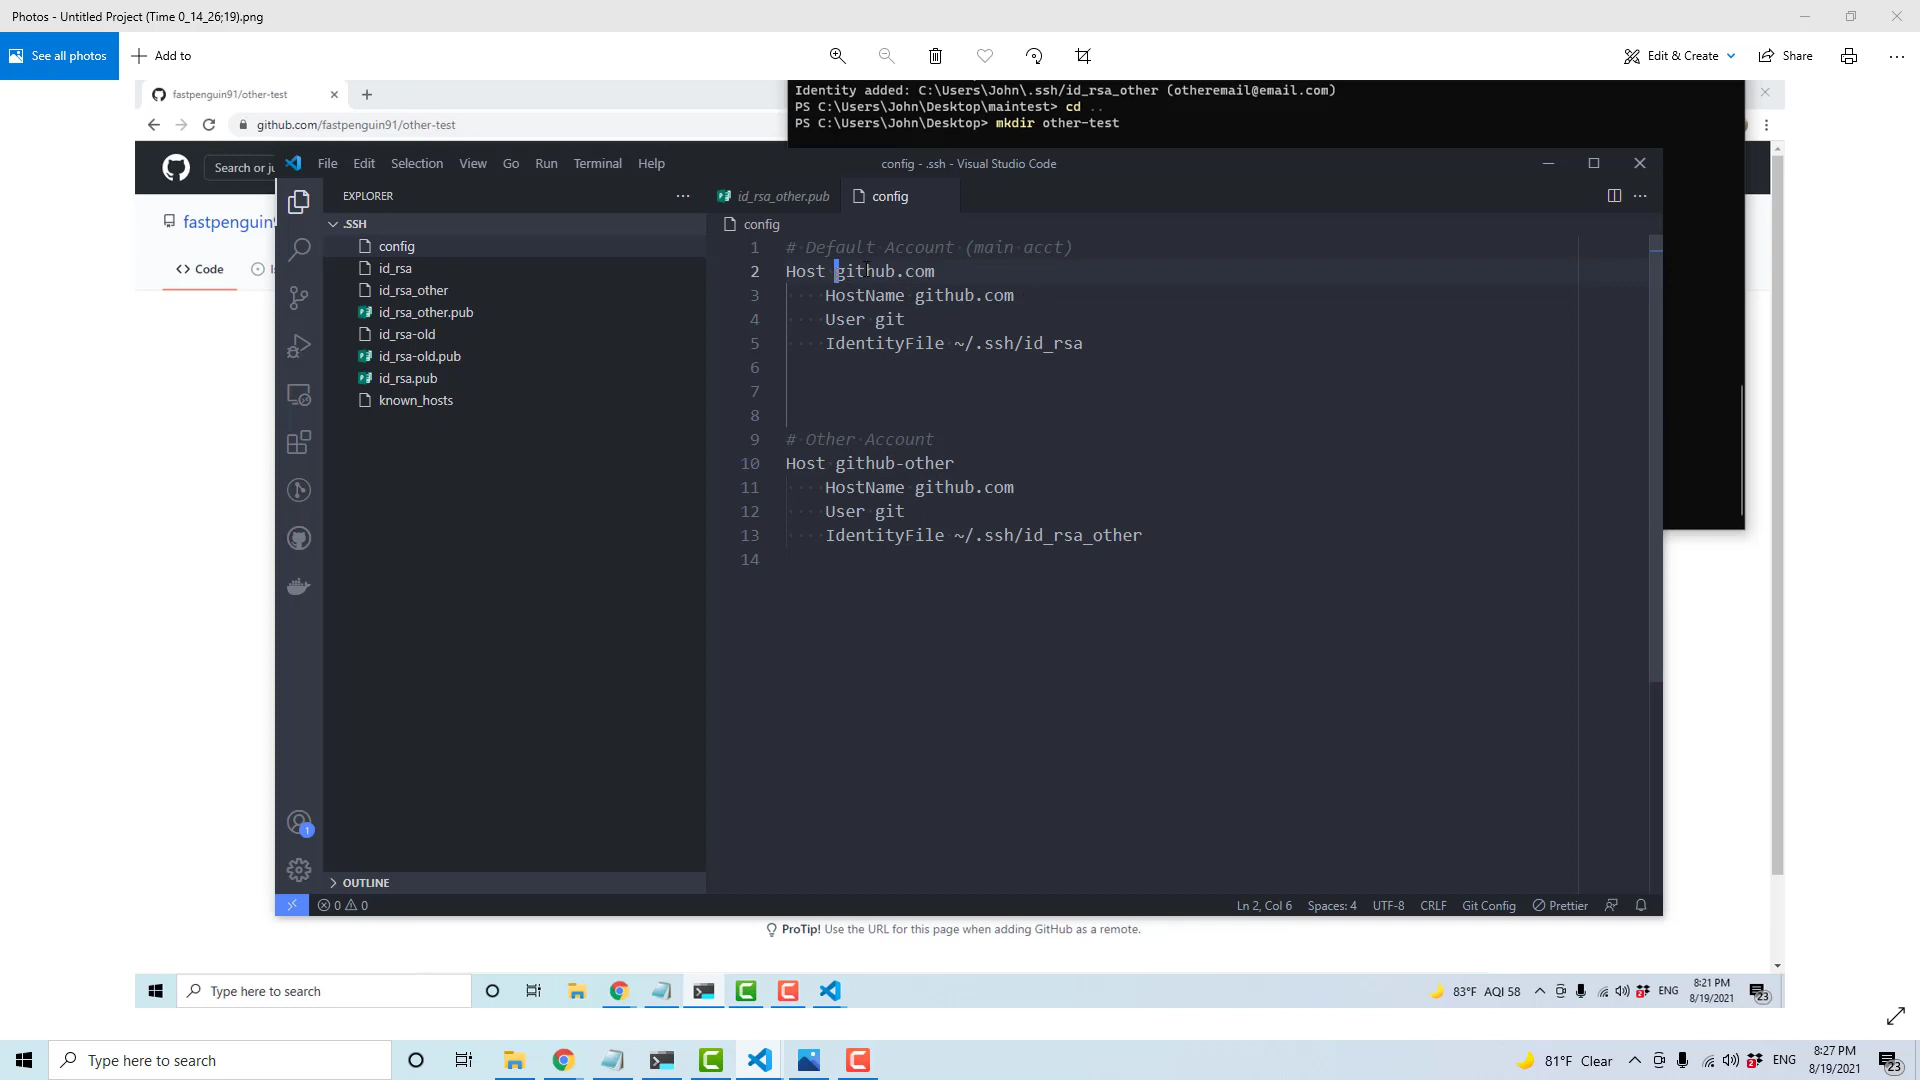 Photos - Untitled Project (Time 0_14_26;19).png
See all photos
Add to
Edit & Create
Share
fastpenguin91/other-test
github.com/fastpenguin91/other-test
Identity added: C:\Users\John\.ssh/id_rsa_other (otheremail@email.com)
PS C:\Users\John\Desktop\maintest> cd ..
PS C:\Users\John\Desktop> mkdir other-test
Search or ju
File Edit Selection View Go Run Terminal Help
config - .ssh - Visual Studio Code
fastpenguin
Code
EXPLORER
.SSH
config
id_rsa
id_rsa_other
id_rsa_other.pub
id_rsa-old
id_rsa-old.pub
id_rsa.pub
known_hosts
OUTLINE
id_rsa_other.pub
config
config
1 # Default Account (main acct)
2 Host github.com
3 HostName github.com
4 User git
5 IdentityFile ~/.ssh/id_rsa
6
7
8
9 # Other Account
10 Host github-other
11 HostName github.com
12 User git
13 IdentityFile ~/.ssh/id_rsa_other
14
1
0 0
Ln 2, Col 6
Spaces: 4
UTF-8
CRLF
Git Config
Prettier
ProTip! Use the URL for this page when adding GitHub as a remote.
Type here to search
83°F AQI 58
ENG
8:21 PM
8/19/2021
23
Type here to search
81°F Clear
ENG
8:27 PM
8/19/2021
23